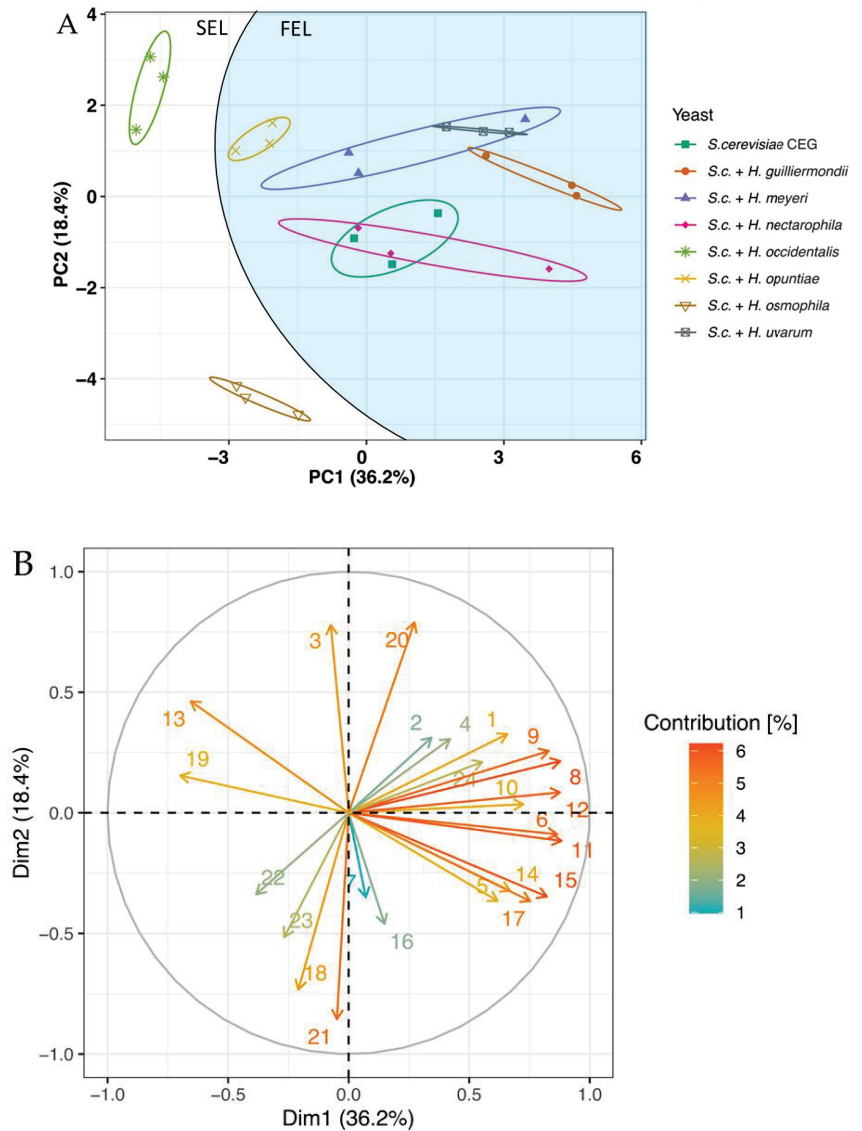 A
SEL
FEL
4
2
0
−2
−4
PC2 (18.4%)
−3
0
3
6
PC1 (36.2%)
Yeast
S.cerevisiae CEG
S.c. + H. guilliermondii
S.c. + H. meyeri
S.c. + H. nectarophila
S.c. + H. occidentalis
S.c. + H. opuntiae
S.c. + H. osmophila
S.c. + H. uvarum
B
1.0
0.5
0.0
−0.5
−1.0
Dim2 (18.4%)
3
20
13
19
2
4
1
9
24
8
10
12
6
11
7
5
14
15
17
22
23
16
18
21
−1.0
−0.5
0.0
0.5
1.0
Dim1 (36.2%)
Contribution [%]
6
5
4
3
2
1